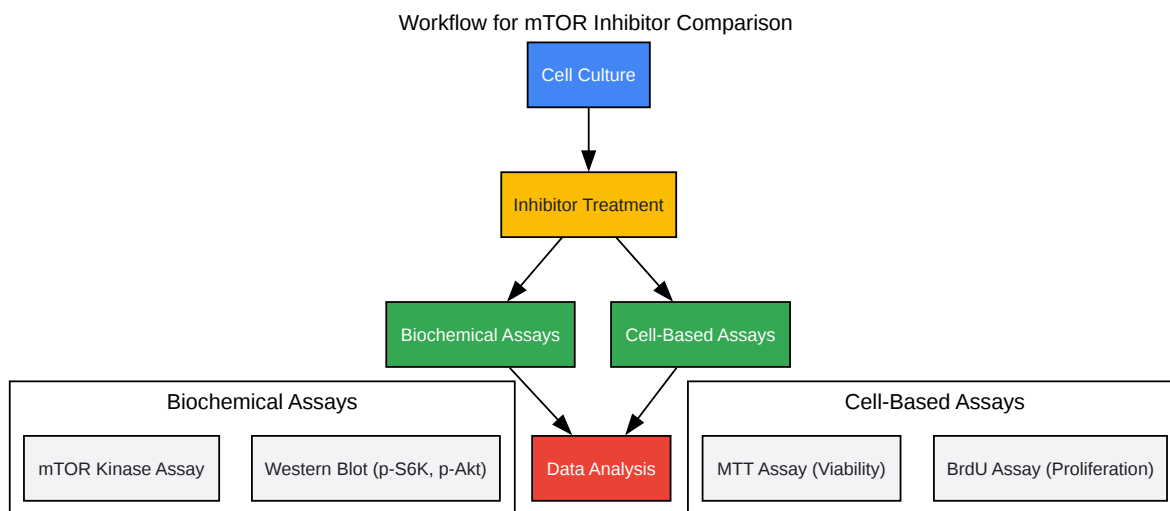 Workflow for mTOR Inhibitor Comparison
Cell Culture
Inhibitor Treatment
Biochemical Assays
Cell-Based Assays
Biochemical Assays
mTOR Kinase Assay
Western Blot (p-S6K, p-Akt)
Data Analysis
Cell-Based Assays
MTT Assay (Viability)
BrdU Assay (Proliferation)